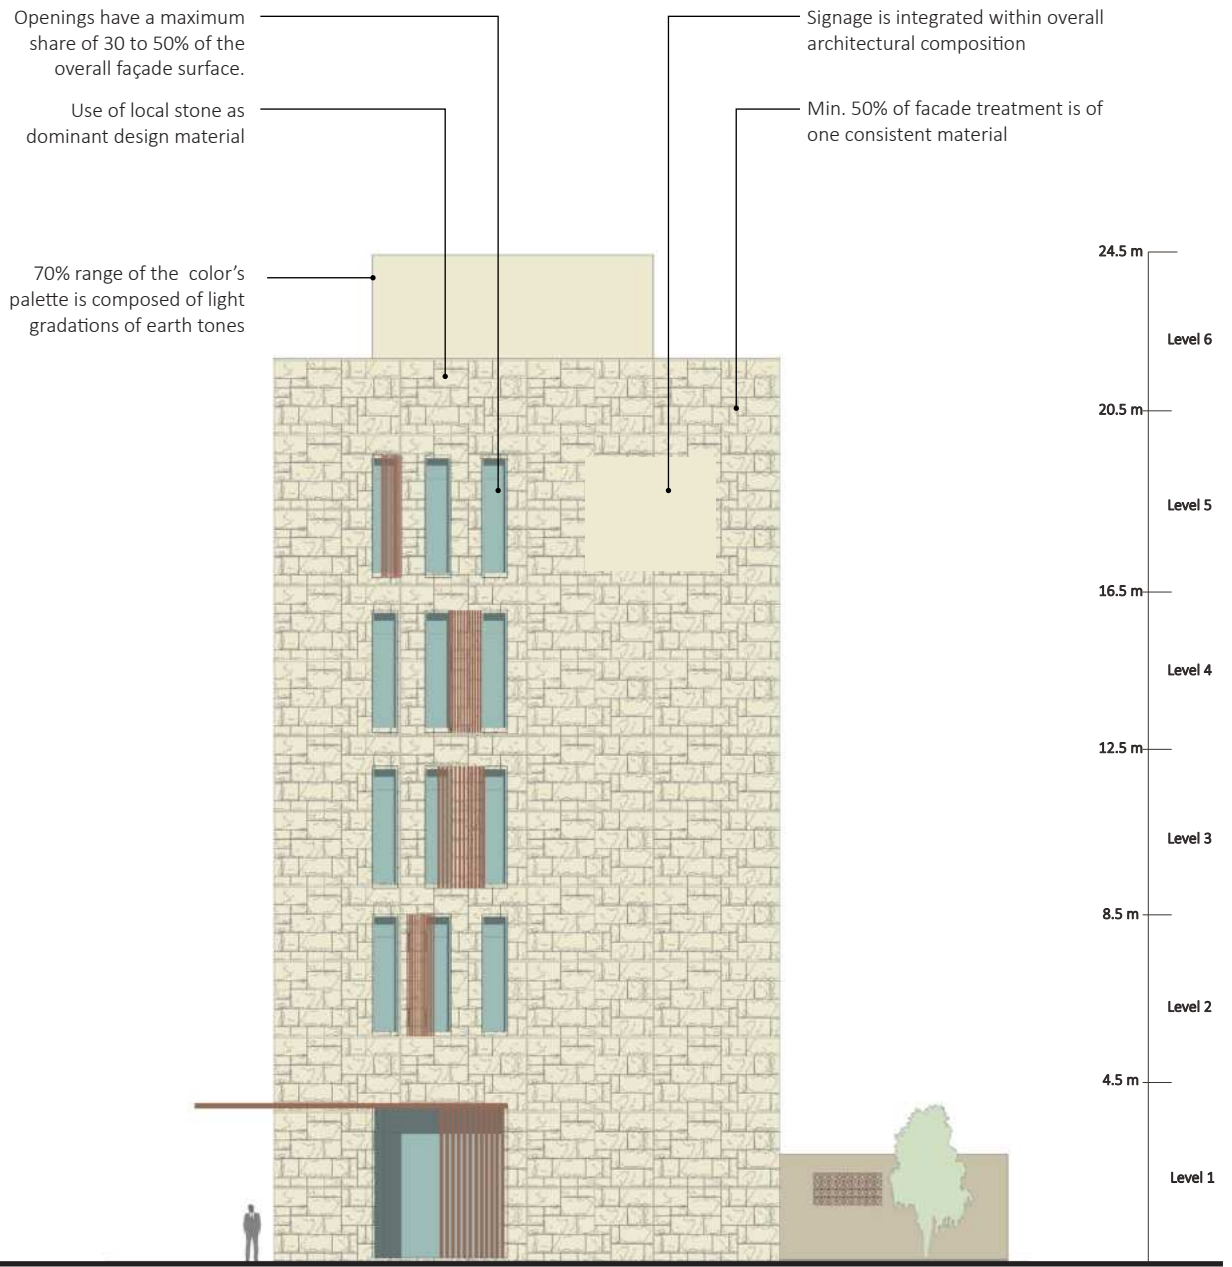 Openings have a maximum
share of 30 to 50% of the
overall façade surface.
Use of local stone as
dominant design material
70% range of the color's
palette is composed of light
gradations of earth tones
Signage is integrated within overall
architectural composition
Min. 50% of facade treatment is of
one consistent material
24.5 m
Level 6
20.5 m
Level 5
16.5 m
Level 4
12.5 m
Level 3
8.5 m
Level 2
4.5 m
Level 1